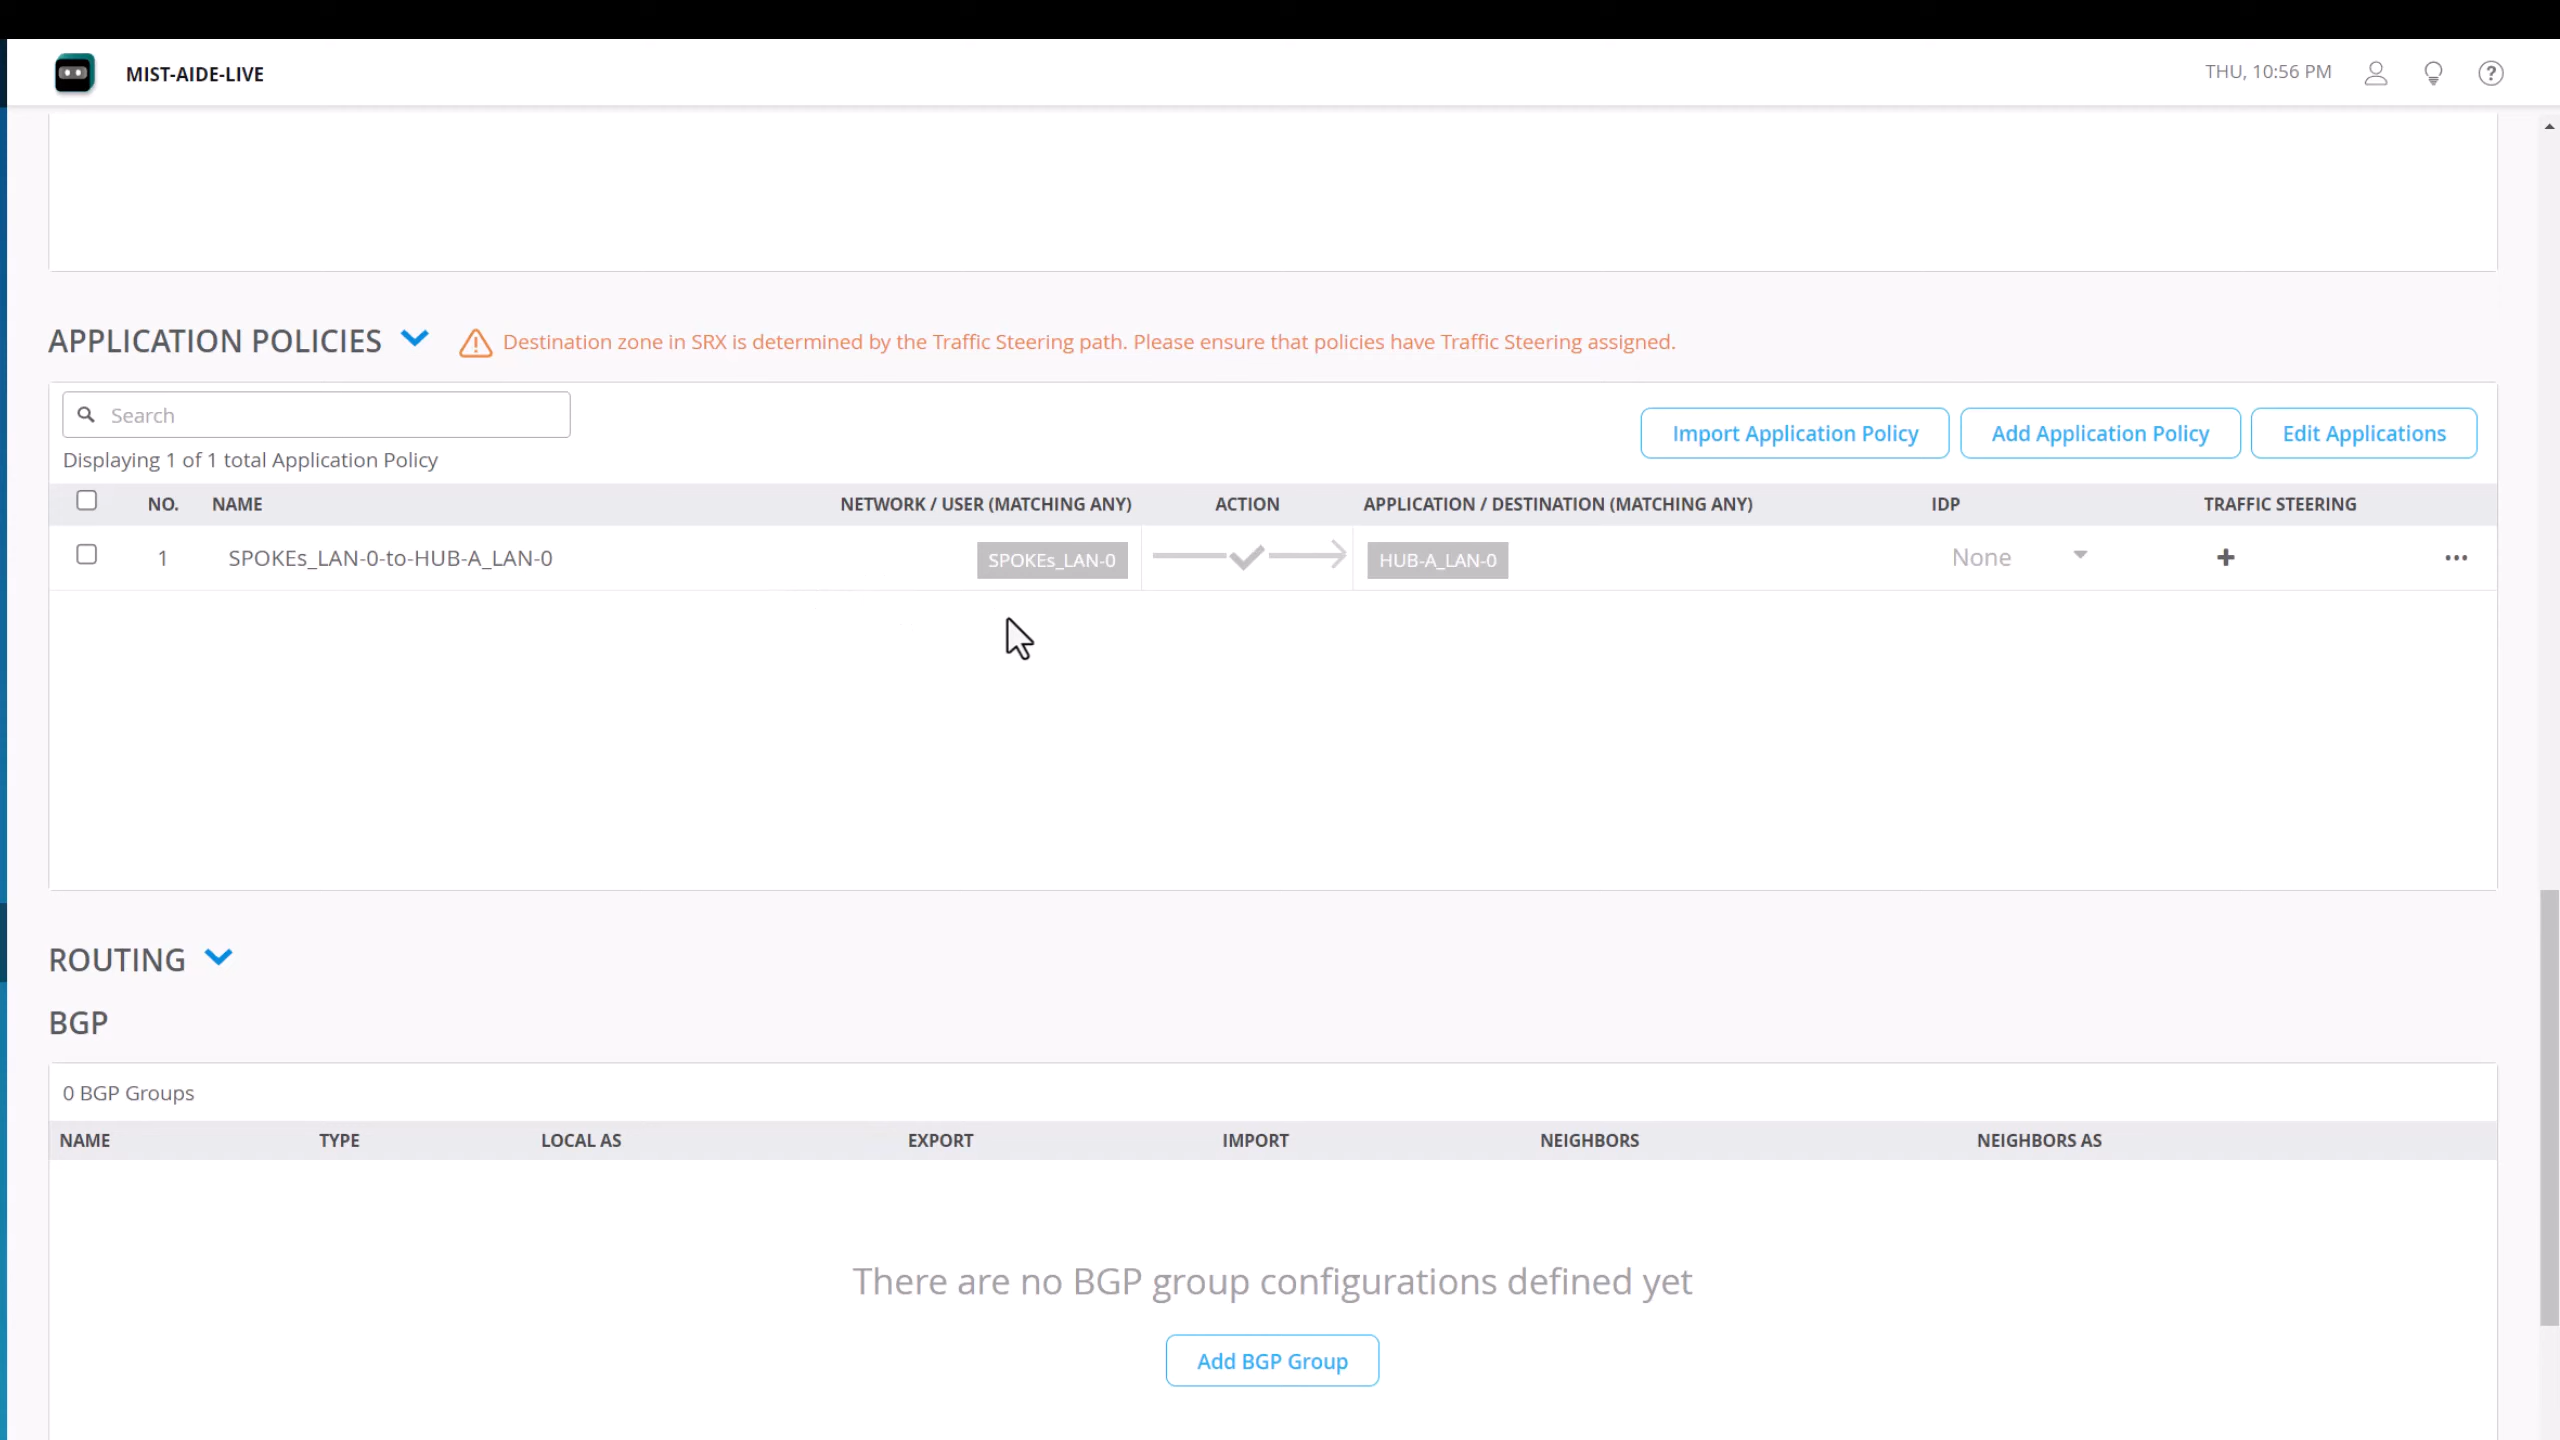 MIST-AIDE-LIVE
THU, 10:56 PM
APPLICATION POLICIES
Destination zone in SRX is determined by the Traffic Steering path. Please ensure that policies have Traffic Steering assigned.
Search
Displaying 1 of 1 total Application Policy
Import Application Policy
Add Application Policy
Edit Applications
NO. NAME NETWORK / USER (MATCHING ANY) ACTION APPLICATION / DESTINATION (MATCHING ANY) IDP TRAFFIC STEERING
1 SPOKEs_LAN-0-to-HUB-A_LAN-0 SPOKEs_LAN-0 HUB-A_LAN-0 None + ...
ROUTING
BGP
0 BGP Groups
NAME TYPE LOCAL AS EXPORT IMPORT NEIGHBORS NEIGHBORS AS
There are no BGP group configurations defined yet
Add BGP Group